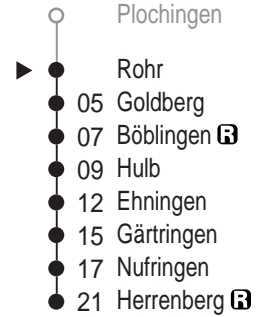 Plochingen
Rohr
05 Goldberg
07 Böblingen R
09 Hulb
12 Ehningen
15 Gärtringen
17 Nufringen
21 Herrenberg R